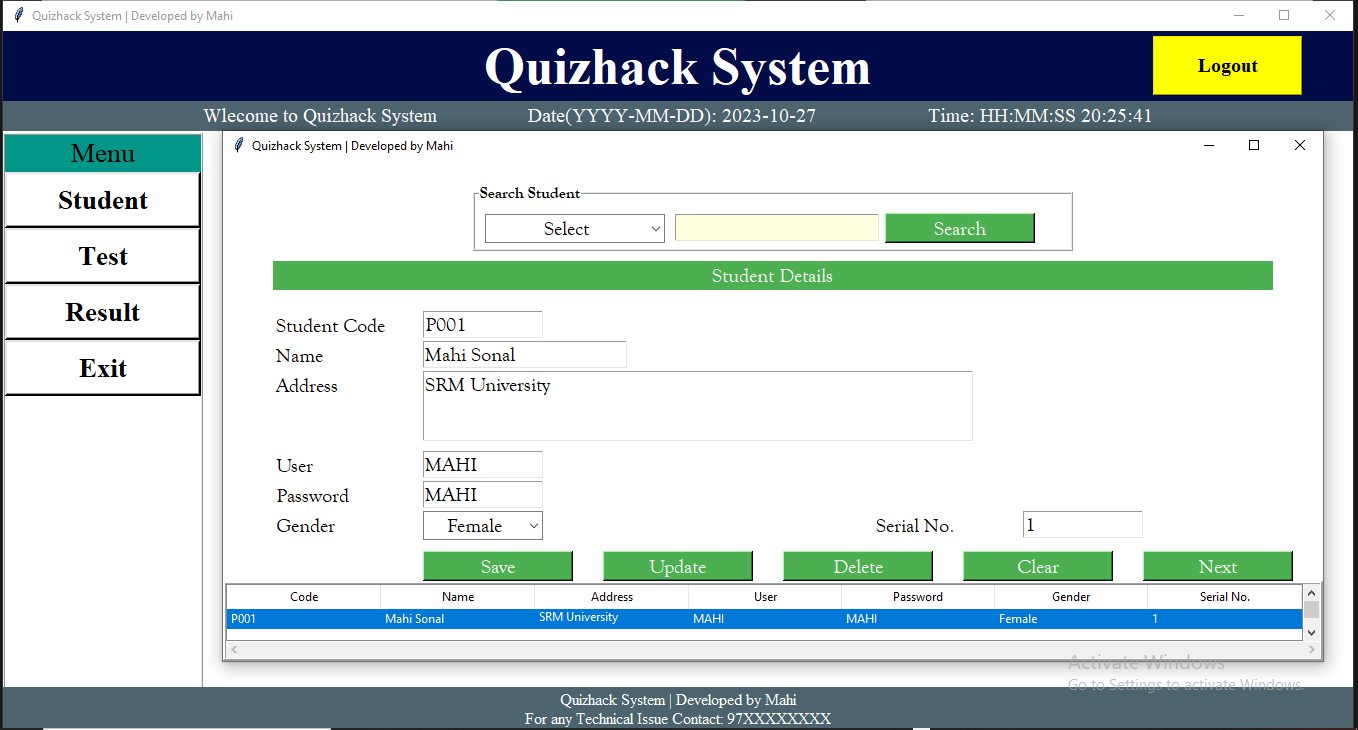 Quizhack System | Developed by Mahi
Quizhack System
Logout
Wlecome to Quizhack System Date(YYYY-MM-DD): 2023-10-27 Time: HH:MM:SS 20:25:41
Menu
Student
Test
Result
Exit
Quizhack System | Developed by Mahi
Search Student
Select Search
Student Details
Student Code P001
Name Mahi Sonal
Address SRM University
User MAHI
Password MAHI
Gender Female Serial No. 1
Save Update Delete Clear Next
Code Name Address User Password Gender Serial No.
P001 Mahi Sonal SRM University MAHI MAHI Female 1
Activate Windows
Go to Settings to activate Windows.
Quizhack System | Developed by Mahi
For any Technical Issue Contact: 97XXXXXXXX